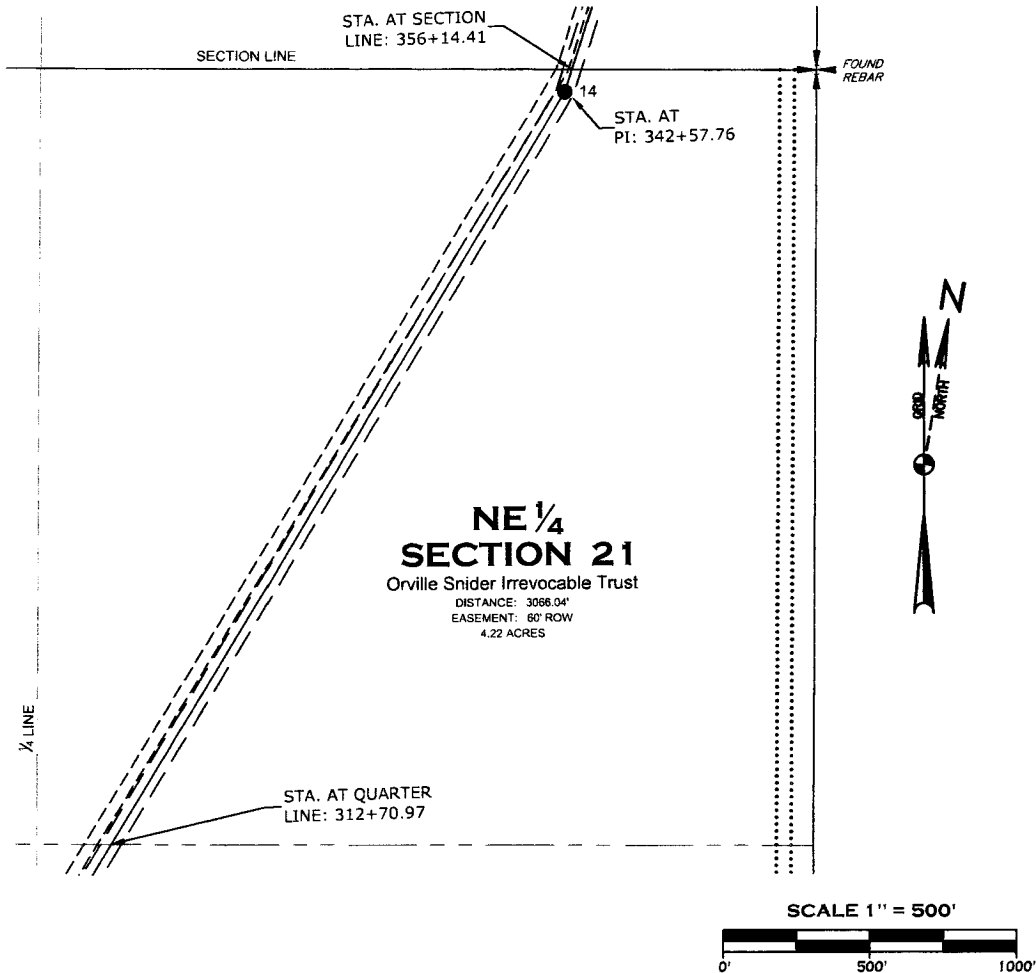 STA. AT SECTION
LINE: 356+14.41
SECTION LINE
FOUND
REBAR
14
STA. AT
PI: 342+57.76
N
GRID
NORTH
NE ¼
SECTION 21
Orville Snider Irrevocable Trust
DISTANCE: 3066.04'
EASEMENT: 60' ROW
4.22 ACRES
¼ LINE
STA. AT QUARTER
LINE: 312+70.97
SCALE 1" = 500'
0' 500' 1000'